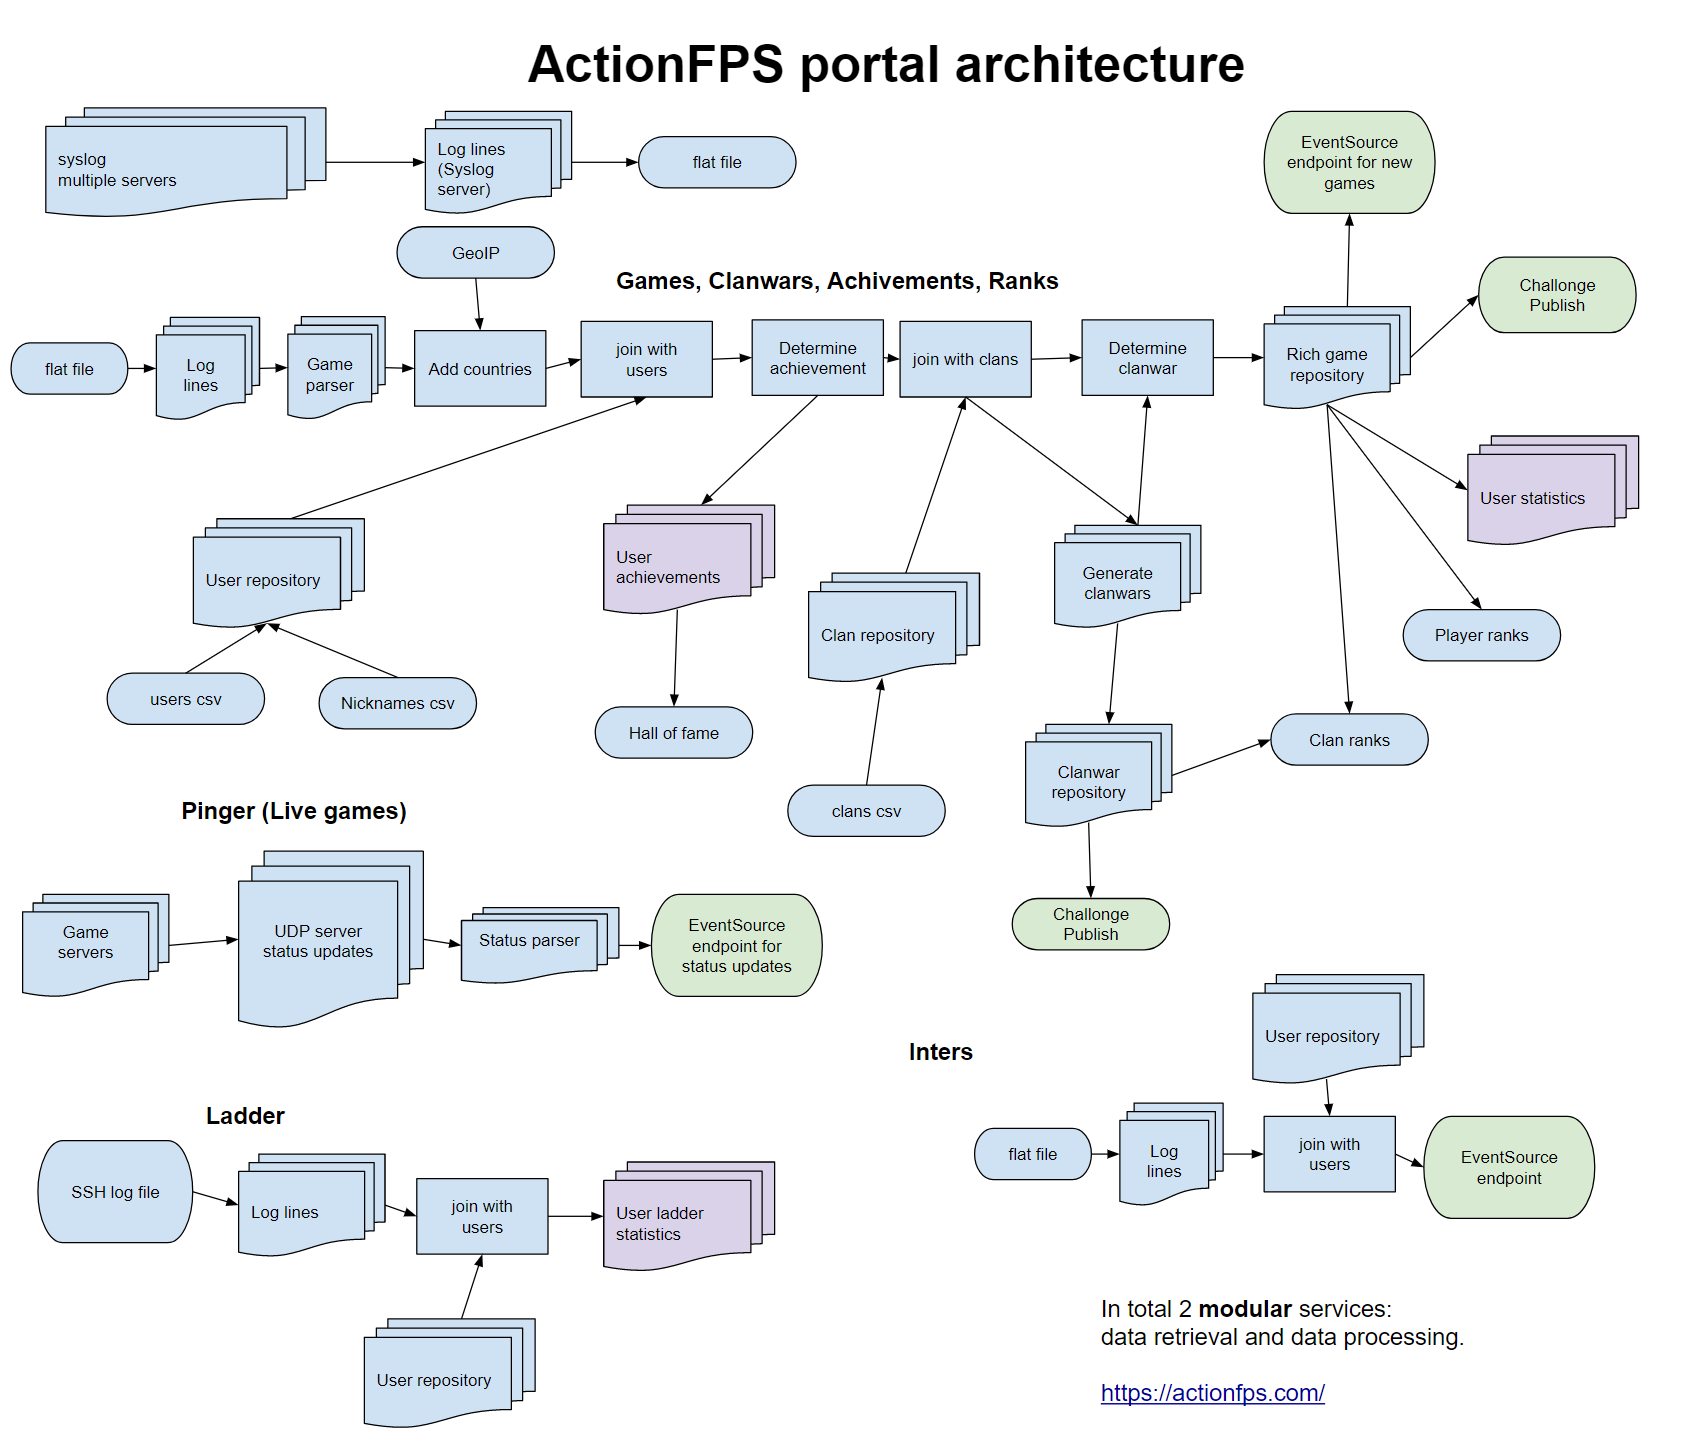 ActionFPS portal architecture
syslog
multiple servers
Log lines
(Syslog
server)
flat file
EventSource
endpoint for new
games
GeoIP
Games, Clanwars, Achivements, Ranks
Challonge
Publish
flat file
Log
lines
Game
parser
Add countries
join with
users
Determine
achievement
join with clans
Determine
clanwar
Rich game
repository
User statistics
User repository
User
achievements
Clan repository
Generate
clanwars
Player ranks
users csv
Nicknames csv
Hall of fame
Clan ranks
Clanwar
repository
clans csv
Challonge
Publish
Pinger (Live games)
Game
servers
UDP server
status updates
Status parser
EventSource
endpoint for
status updates
Inters
User repository
flat file
Log
lines
join with
users
EventSource
endpoint
Ladder
SSH log file
Log lines
join with
users
User ladder
statistics
User repository
In total 2 modular services:
data retrieval and data processing.
https://actionfps.com/